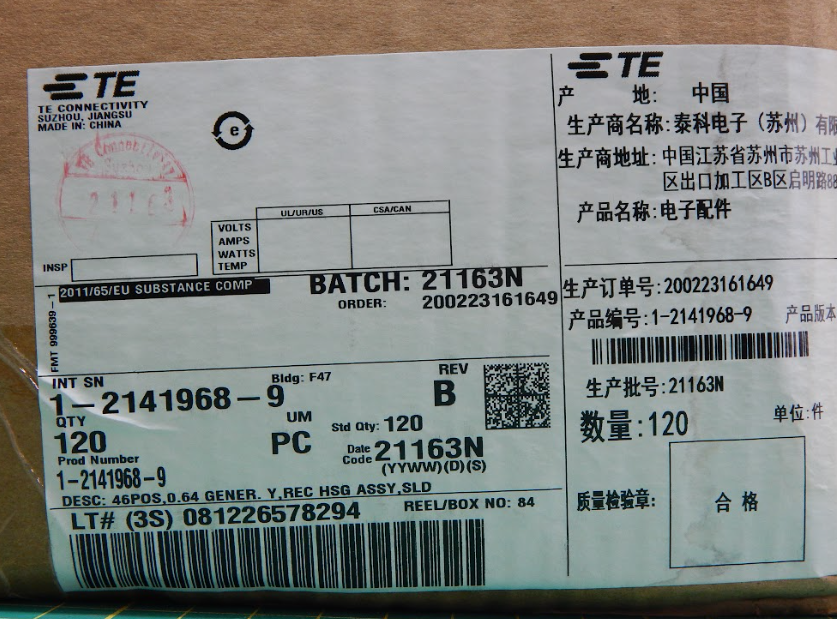 TE
TE CONNECTIVITY
SUZHOU, JIANGSU
MADE IN: CHINA
e
TE Connectivity
21163
UL/UR/US CSA/CAN
VOLTS
AMPS
WATTS
TEMP
INSP
2011/65/EU SUBSTANCE COMP
BATCH: 21163N
ORDER: 200223161649
FMT 999639-1
INT SN Bldg: F47 REV
1-2141968-9 B
QTY UM Std Qty: 120
120 PC Date Code 21163N
(YYWW)(D)(S)
Prod Number
1-2141968-9
DESC: 46POS,0.64 GENER. Y,REC HSG ASSY,SLD
LT# (3S) 081226578294 REEL/BOX NO: 84
TE
产 地: 中国
生产商名称:泰科电子(苏州)有限
生产商地址:中国江苏省苏州市苏州工业
区出口加工区B区启明路88
产品名称:电子配件
生产订单号:200223161649
产品编号:1-2141968-9 产品版本
生产批号:21163N
数量:120 单位:件
质量检验章: 合格